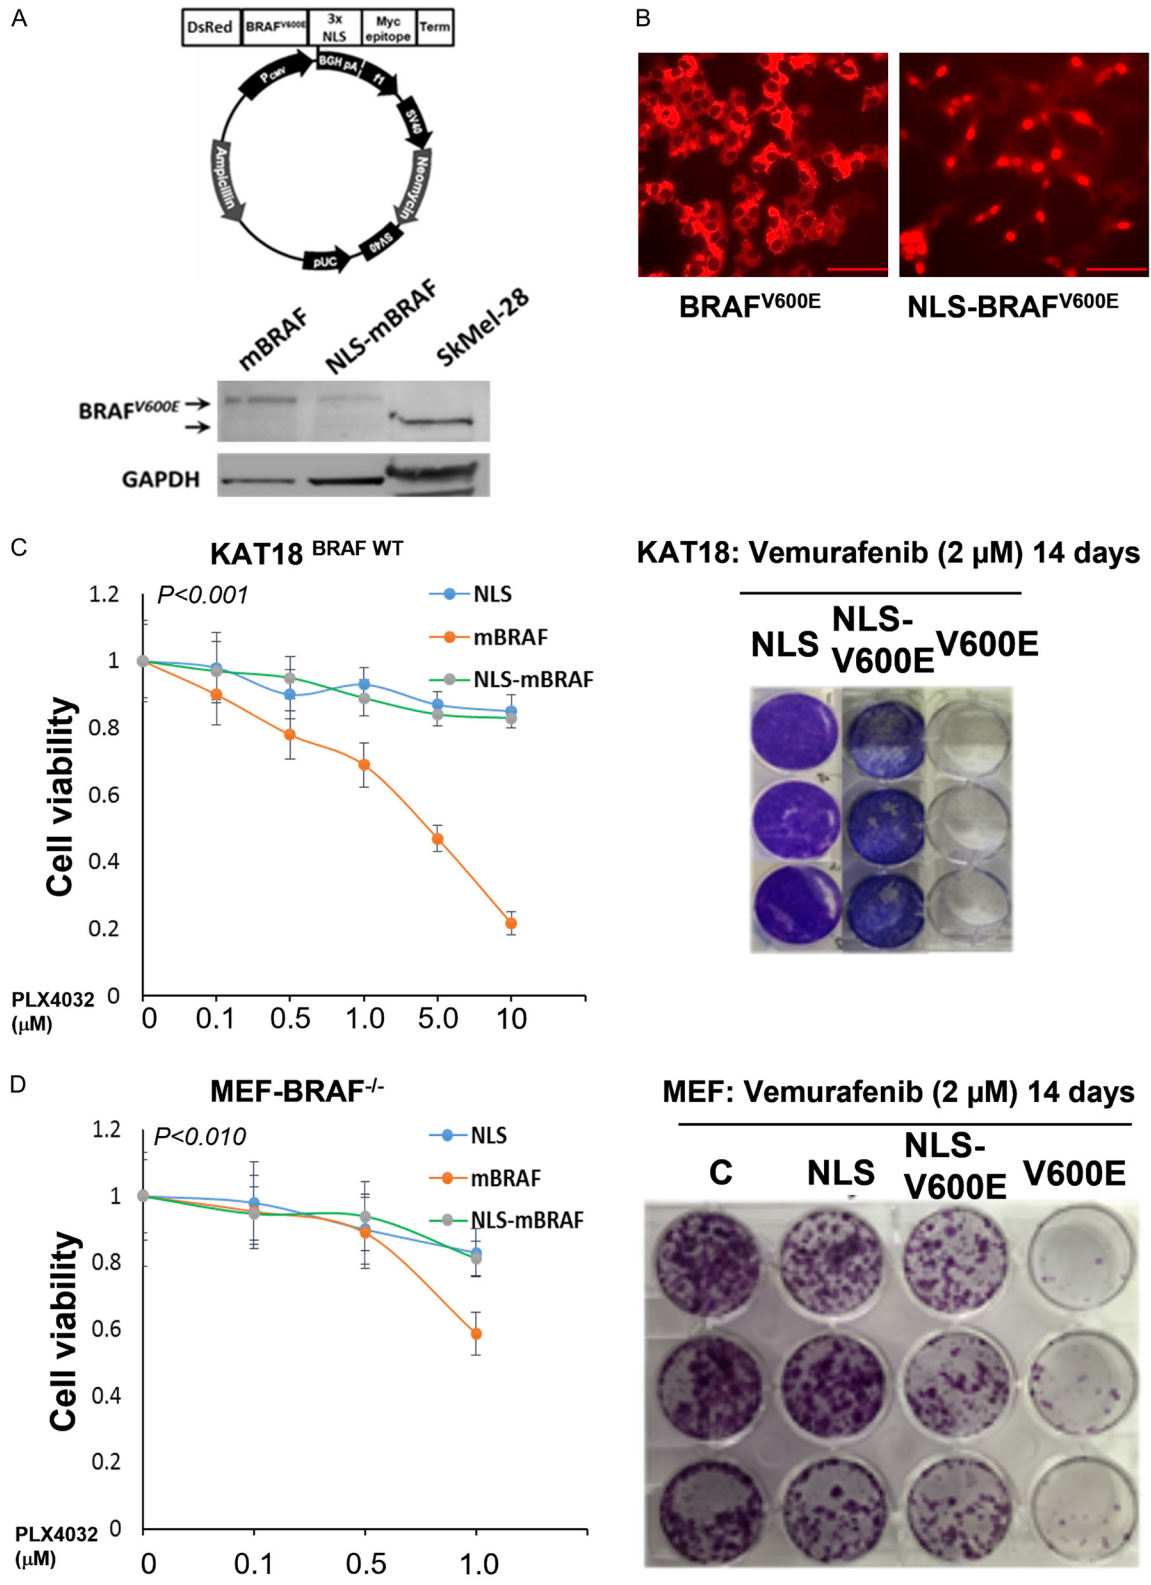 A
DsRed BRAFV600E 3x NLS Myc epitope Term
PCMV BGH pA f1 SV40 Neomycin SV40 pUC Ampicillin
mBRAF NLS-mBRAF SkMel-28
BRAFV600E
GAPDH
B
BRAFV600E NLS-BRAFV600E
C
KAT18 BRAF WT
P<0.001
NLS
mBRAF
NLS-mBRAF
Cell viability
1.2
1
0.8
0.6
0.4
0.2
0
PLX4032 (μM)
0 0.1 0.5 1.0 5.0 10
KAT18: Vemurafenib (2 μM) 14 days
NLS NLS-V600E V600E
D
MEF-BRAF-/-
P<0.010
NLS
mBRAF
NLS-mBRAF
Cell viability
1.2
1
0.8
0.6
0.4
0.2
0
PLX4032 (μM)
0 0.1 0.5 1.0
MEF: Vemurafenib (2 μM) 14 days
C NLS NLS-V600E V600E